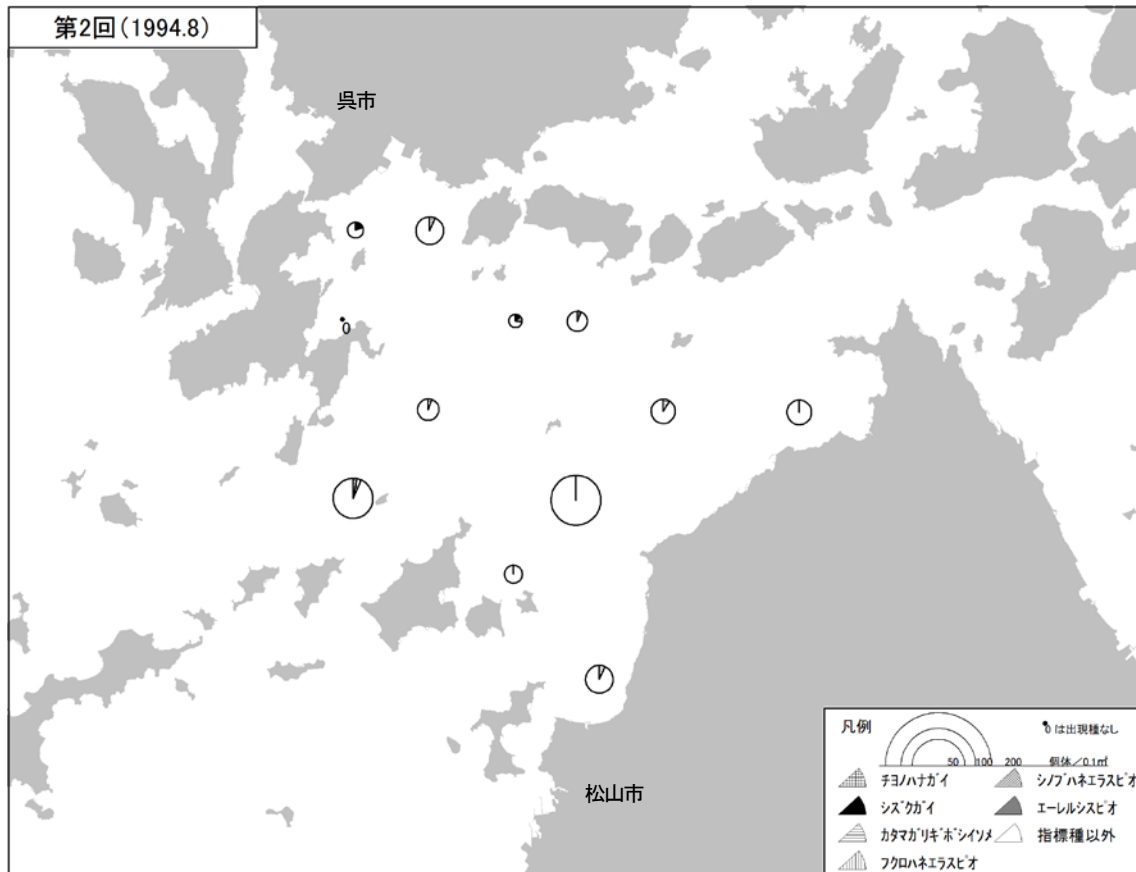 第2回(1994.8)
呉市
0
松山市
凡例
0 は出現種なし
50 100 200 個体/0.1㎡
チヨノハナガイ シノブハネエラスピオ
シズクガイ エーレルシスピオ
カタマガリギボシイソメ 指標種以外
フクロハネエラスピオ